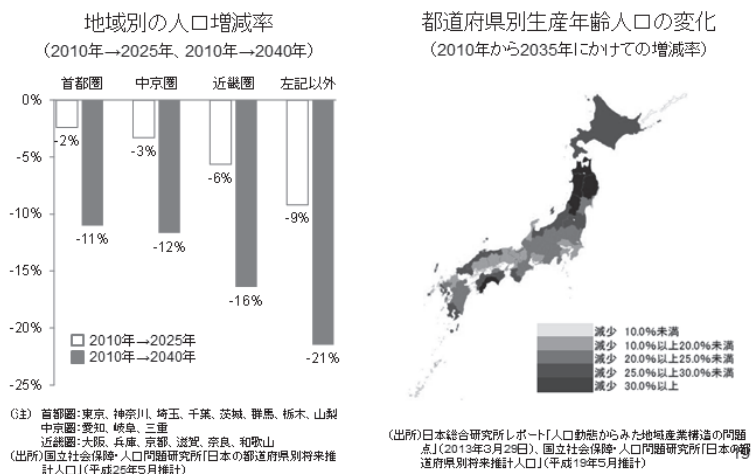 地域別の人口増減率
(2010年→2025年、2010年→2040年)
首都圏 中京圏 近畿圏 左記以外
0%
-5%
-10%
-15%
-20%
-25%
-2%
-11%
-3%
-12%
-6%
-16%
-9%
-21%
2010年→2025年
2010年→2040年
(注) 首都圏:東京、神奈川、埼玉、千葉、茨城、群馬、栃木、山梨
中京圏:愛知、岐阜、三重
近畿圏:大阪、兵庫、京都、滋賀、奈良、和歌山
(出所)国立社会保障・人口問題研究所「日本の都道府県別将来推
計人口」(平成25年5月推計)
都道府県別生産年齢人口の変化
(2010年から2035年にかけての増減率)
減少 10.0%未満
減少 10.0%以上20.0%未満
減少 20.0%以上25.0%未満
減少 25.0%以上30.0%未満
減少 30.0%以上
(出所)日本総合研究所レポート「人口動態からみた地域産業構造の問題
点」(2013年3月29日)、国立社会保障・人口問題研究所「日本の都
道府県別将来推計人口」(平成19年5月推計)